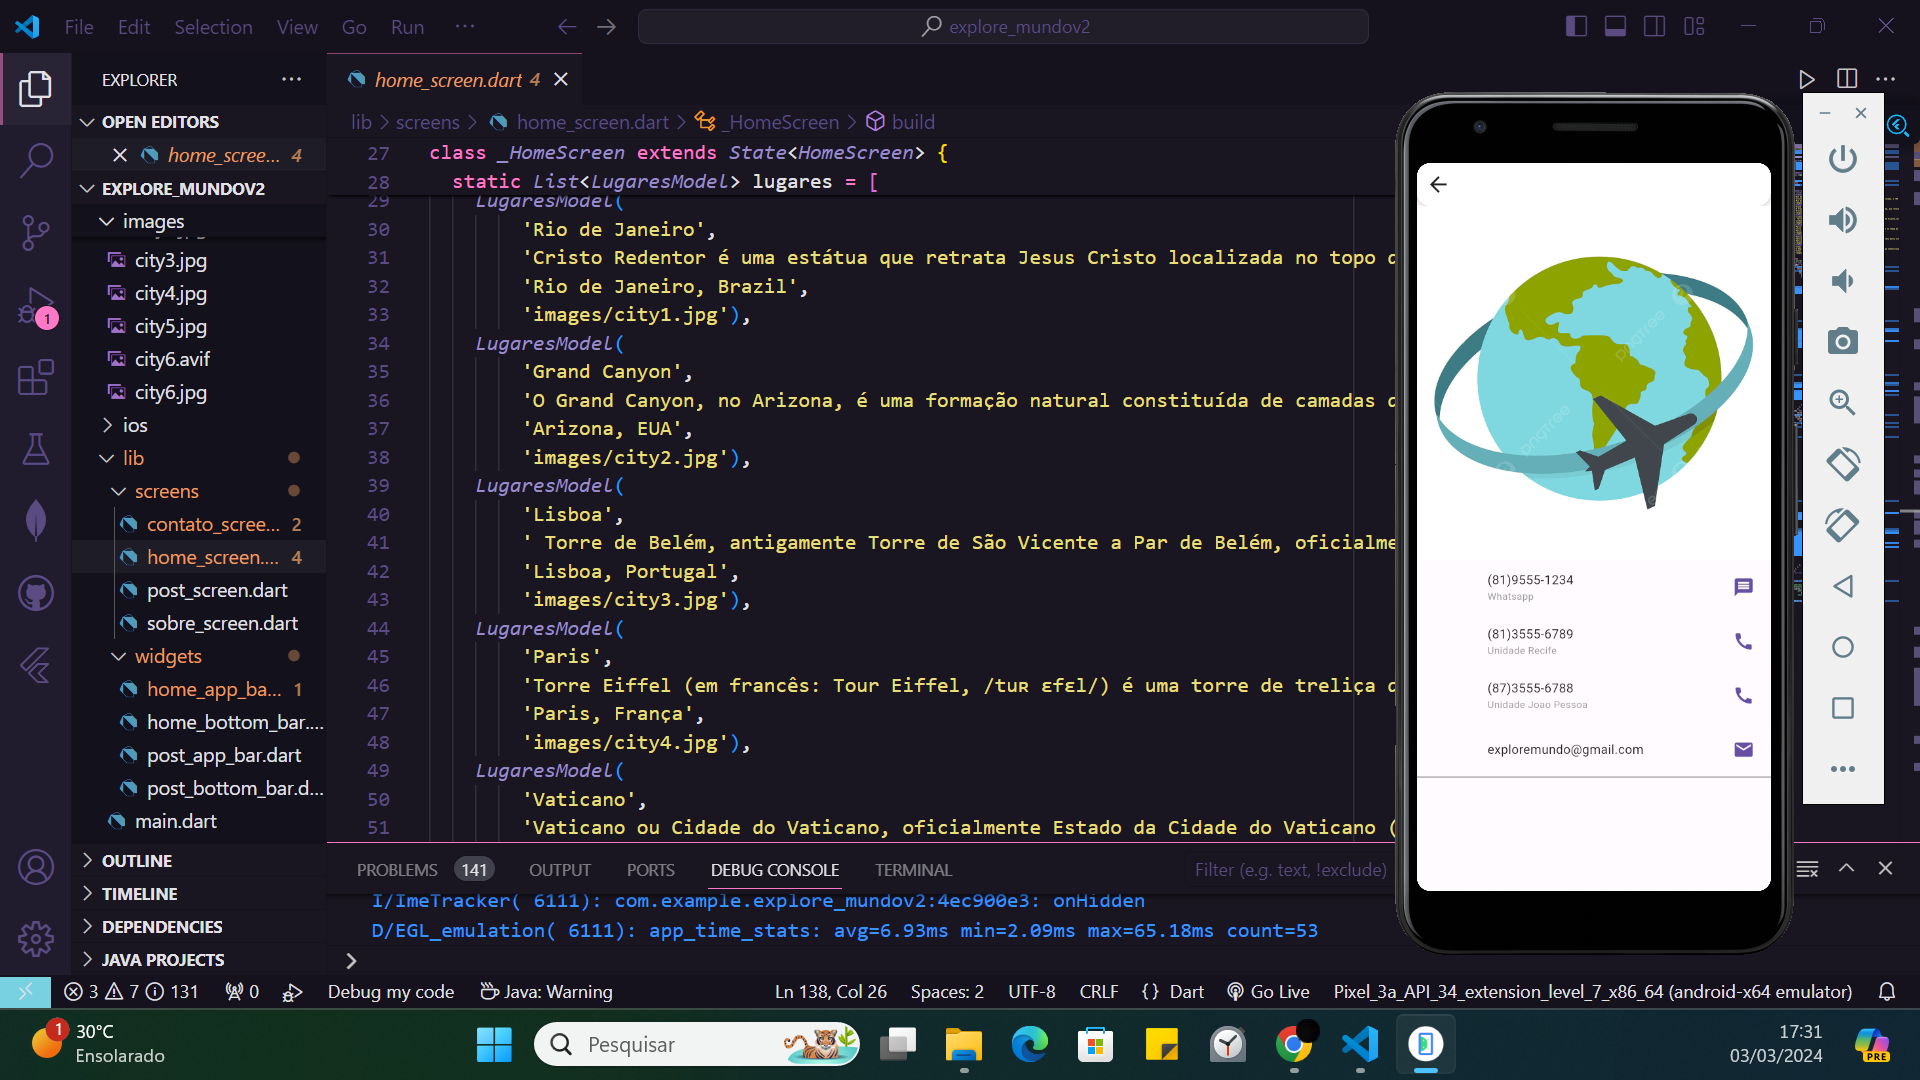 File Edit Selection View Go Run ···
explore_mundov2
EXPLORER
OPEN EDITORS
home_scree... 4
EXPLORE_MUNDOV2
images
city3.jpg
city4.jpg
city5.jpg
city6.avif
city6.jpg
ios
lib
screens
contato_scree... 2
home_screen.... 4
post_screen.dart
sobre_screen.dart
widgets
home_app_ba... 1
home_bottom_bar....
post_app_bar.dart
post_bottom_bar.d...
main.dart
OUTLINE
TIMELINE
DEPENDENCIES
JAVA PROJECTS
1
home_screen.dart 4
lib > screens > home_screen.dart > _HomeScreen > build
27 class _HomeScreen extends State<HomeScreen> {
28 static List<LugaresModel> lugares = [
29 LugaresModel(
30 'Rio de Janeiro',
31 'Cristo Redentor é uma estátua que retrata Jesus Cristo localizada no topo d
32 'Rio de Janeiro, Brazil',
33 'images/city1.jpg'),
34 LugaresModel(
35 'Grand Canyon',
36 'O Grand Canyon, no Arizona, é uma formação natural constituída de camadas d
37 'Arizona, EUA',
38 'images/city2.jpg'),
39 LugaresModel(
40 'Lisboa',
41 ' Torre de Belém, antigamente Torre de São Vicente a Par de Belém, oficialme
42 'Lisboa, Portugal',
43 'images/city3.jpg'),
44 LugaresModel(
45 'Paris',
46 'Torre Eiffel (em francês: Tour Eiffel, /tuʀ ɛfɛl/) é uma torre de treliça d
47 'Paris, França',
48 'images/city4.jpg'),
49 LugaresModel(
50 'Vaticano',
51 'Vaticano ou Cidade do Vaticano, oficialmente Estado da Cidade do Vaticano (
PROBLEMS 141 OUTPUT PORTS DEBUG CONSOLE TERMINAL Filter (e.g. text, !exclude)
I/ImeTracker( 6111): com.example.explore_mundov2:4ec900e3: onHidden
D/EGL_emulation( 6111): app_time_stats: avg=6.93ms min=2.09ms max=65.18ms count=53
>
pngtree
pngtree
(81)9555-1234
Whatsapp
(81)3555-6789
Unidade Recife
(87)3555-6788
Unidade Joao Pessoa
exploremundo@gmail.com
3 7 131 0 Debug my code Java: Warning Ln 138, Col 26 Spaces: 2 UTF-8 CRLF {} Dart Go Live Pixel_3a_API_34_extension_level_7_x86_64 (android-x64 emulator)
1
30°C
Ensolarado
Pesquisar
17:31
03/03/2024
PRE